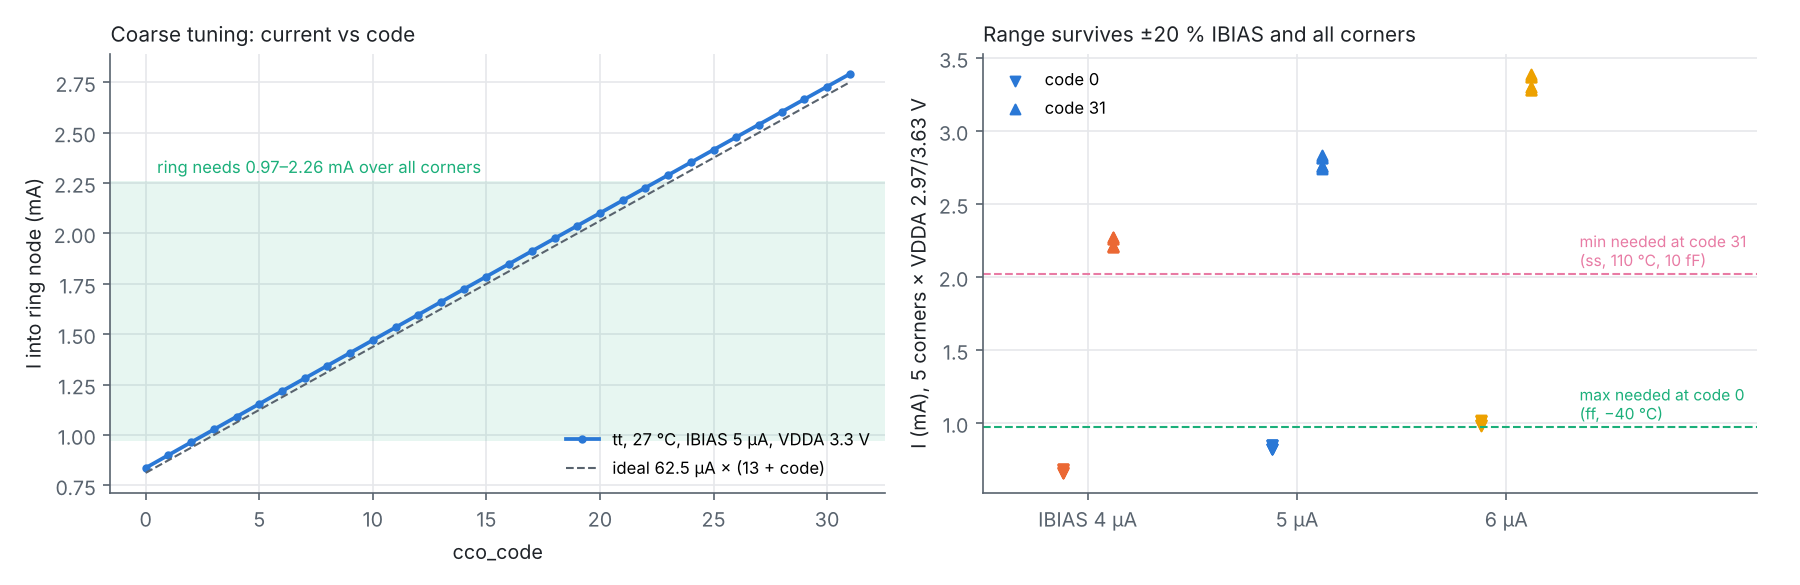 Coarse tuning: current vs code
I into ring node (mA)
2.75
2.50
2.25
2.00
1.75
1.50
1.25
1.00
0.75
ring needs 0.97–2.26 mA over all corners
tt, 27 °C, IBIAS 5 µA, VDDA 3.3 V
ideal 62.5 µA × (13 + code)
0
5
10
15
20
25
30
cco_code
Range survives ±20 % IBIAS and all corners
I (mA), 5 corners × VDDA 2.97/3.63 V
3.5
3.0
2.5
2.0
1.5
1.0
code 0
code 31
min needed at code 31
(ss, 110 °C, 10 fF)
max needed at code 0
(ff, −40 °C)
IBIAS 4 µA
5 µA
6 µA